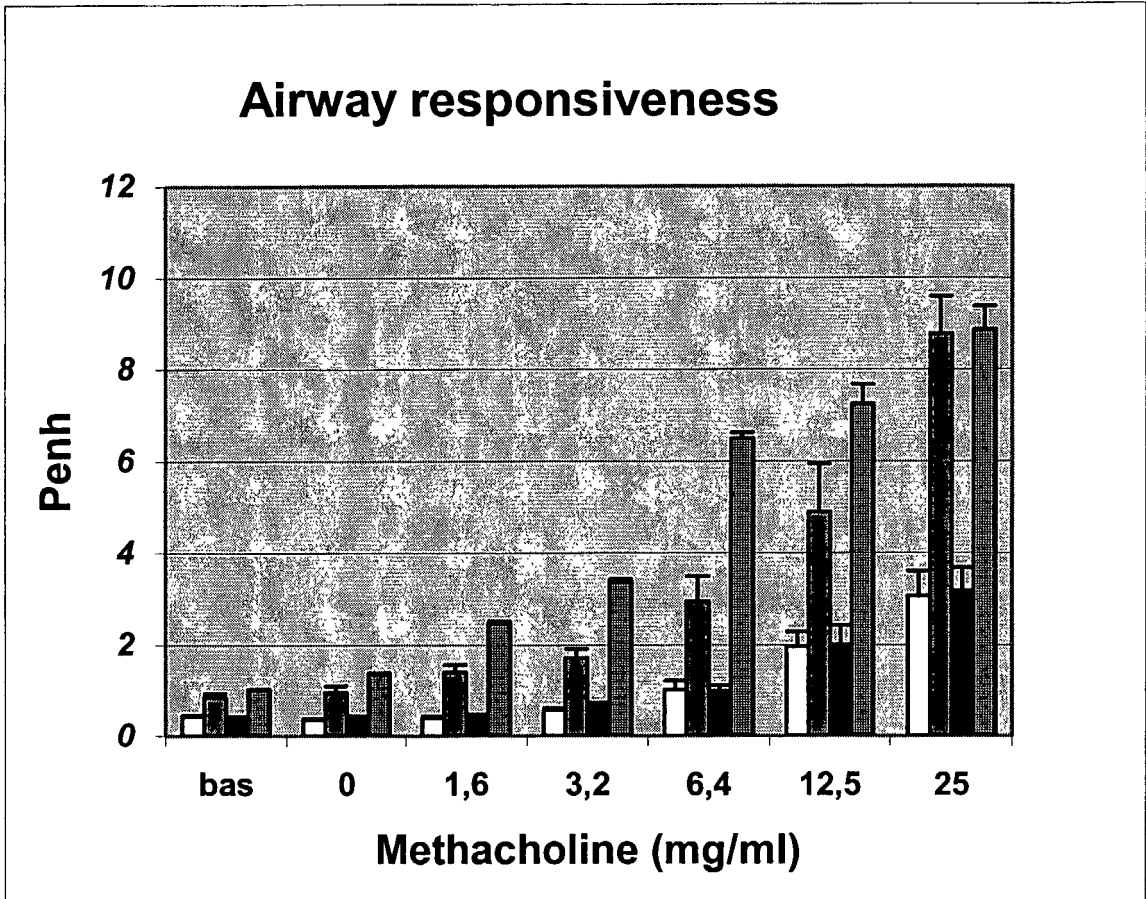 Airway responsiveness
12
10
8
6
4
2
0
Penh
bas 0 1,6 3,2 6,4 12,5 25
Methacholine (mg/ml)